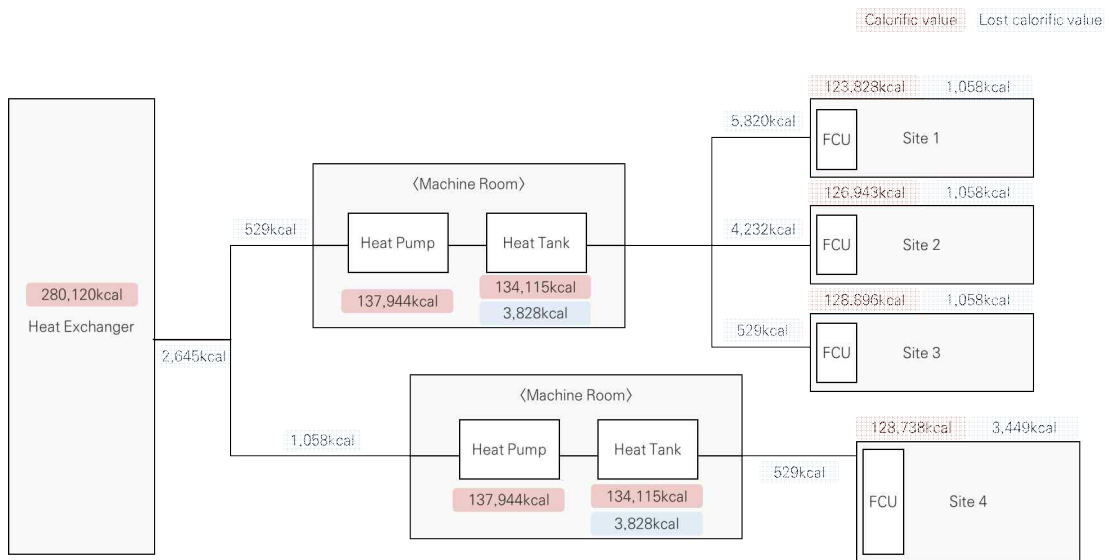 Calorific value Lost calorific value
123,828kcal 1,058kcal
5,820kcal
FCU Site 1
〈Machine Room〉
126,943kcal 1,058kcal
529kcal
Heat Pump Heat Tank
4,232kcal
FCU Site 2
280,120kcal
137,944kcal
134,115kcal
3,828kcal
128,896kcal 1,058kcal
Heat Exchanger
529kcal
FCU Site 3
2,645kcal
〈Machine Room〉
1,058kcal
Heat Pump Heat Tank
128,738kcal 3,449kcal
529kcal
137,944kcal
134,115kcal
3,828kcal
FCU Site 4